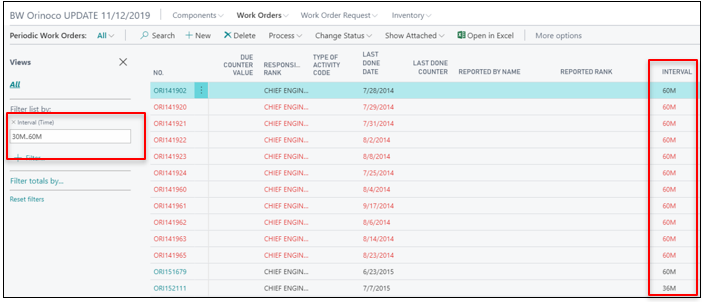 BW Orinoco UPDATE 11/12/2019 Components Work Orders Work Order Request Inventory
Periodic Work Orders: All Search + New Delete Process Change Status Show Attached Open in Excel More options
Views
All
Filter list by:
× Interval (Time)
30M..60M
+ Filter...
Filter totals by...
Reset filters
NO. DUE COUNTER VALUE RESPONSI... RANK TYPE OF ACTIVITY CODE LAST DONE DATE LAST DONE COUNTER REPORTED BY NAME REPORTED RANK INTERVAL
ORI141902 CHIEF ENGIN... 7/28/2014 60M
ORI141920 CHIEF ENGIN... 7/29/2014 60M
ORI141921 CHIEF ENGIN... 7/31/2014 60M
ORI141922 CHIEF ENGIN... 8/2/2014 60M
ORI141923 CHIEF ENGIN... 8/8/2014 60M
ORI141924 CHIEF ENGIN... 7/25/2014 60M
ORI141960 CHIEF ENGIN... 8/4/2014 60M
ORI141961 CHIEF ENGIN... 9/17/2014 60M
ORI141962 CHIEF ENGIN... 8/6/2014 60M
ORI141963 CHIEF ENGIN... 8/14/2014 60M
ORI141965 CHIEF ENGIN... 8/23/2014 60M
ORI151679 CHIEF ENGIN... 6/23/2015 60M
ORI152111 CHIEF ENGIN... 7/7/2015 36M